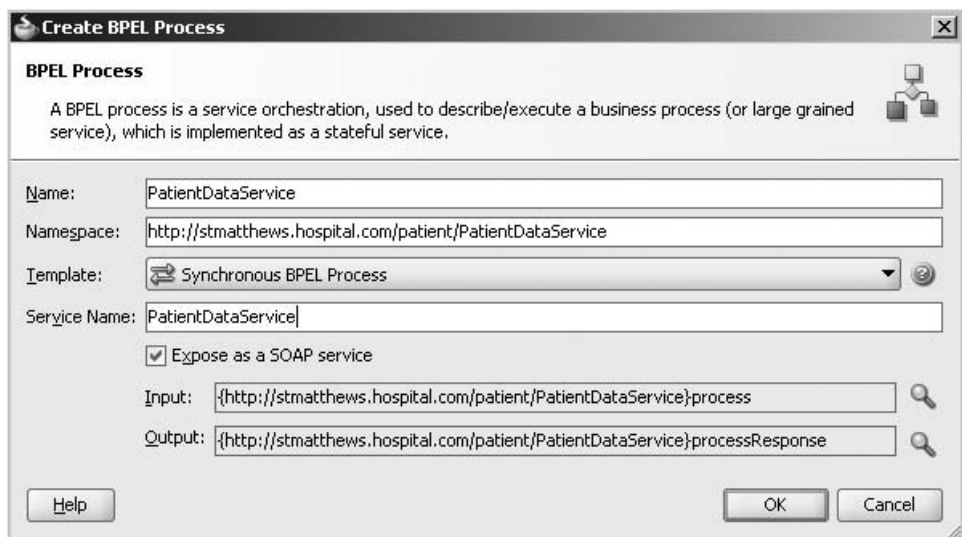 Create BPEL Process
BPEL Process
A BPEL process is a service orchestration, used to describe/execute a business process (or large grained
service), which is implemented as a stateful service.
Name: PatientDataService
Namespace: http://stmatthews.hospital.com/patient/PatientDataService
Template: Synchronous BPEL Process
Service Name: PatientDataService
Expose as a SOAP service
Input: {http://stmatthews.hospital.com/patient/PatientDataService}process
Output: {http://stmatthews.hospital.com/patient/PatientDataService}processResponse
Help OK Cancel